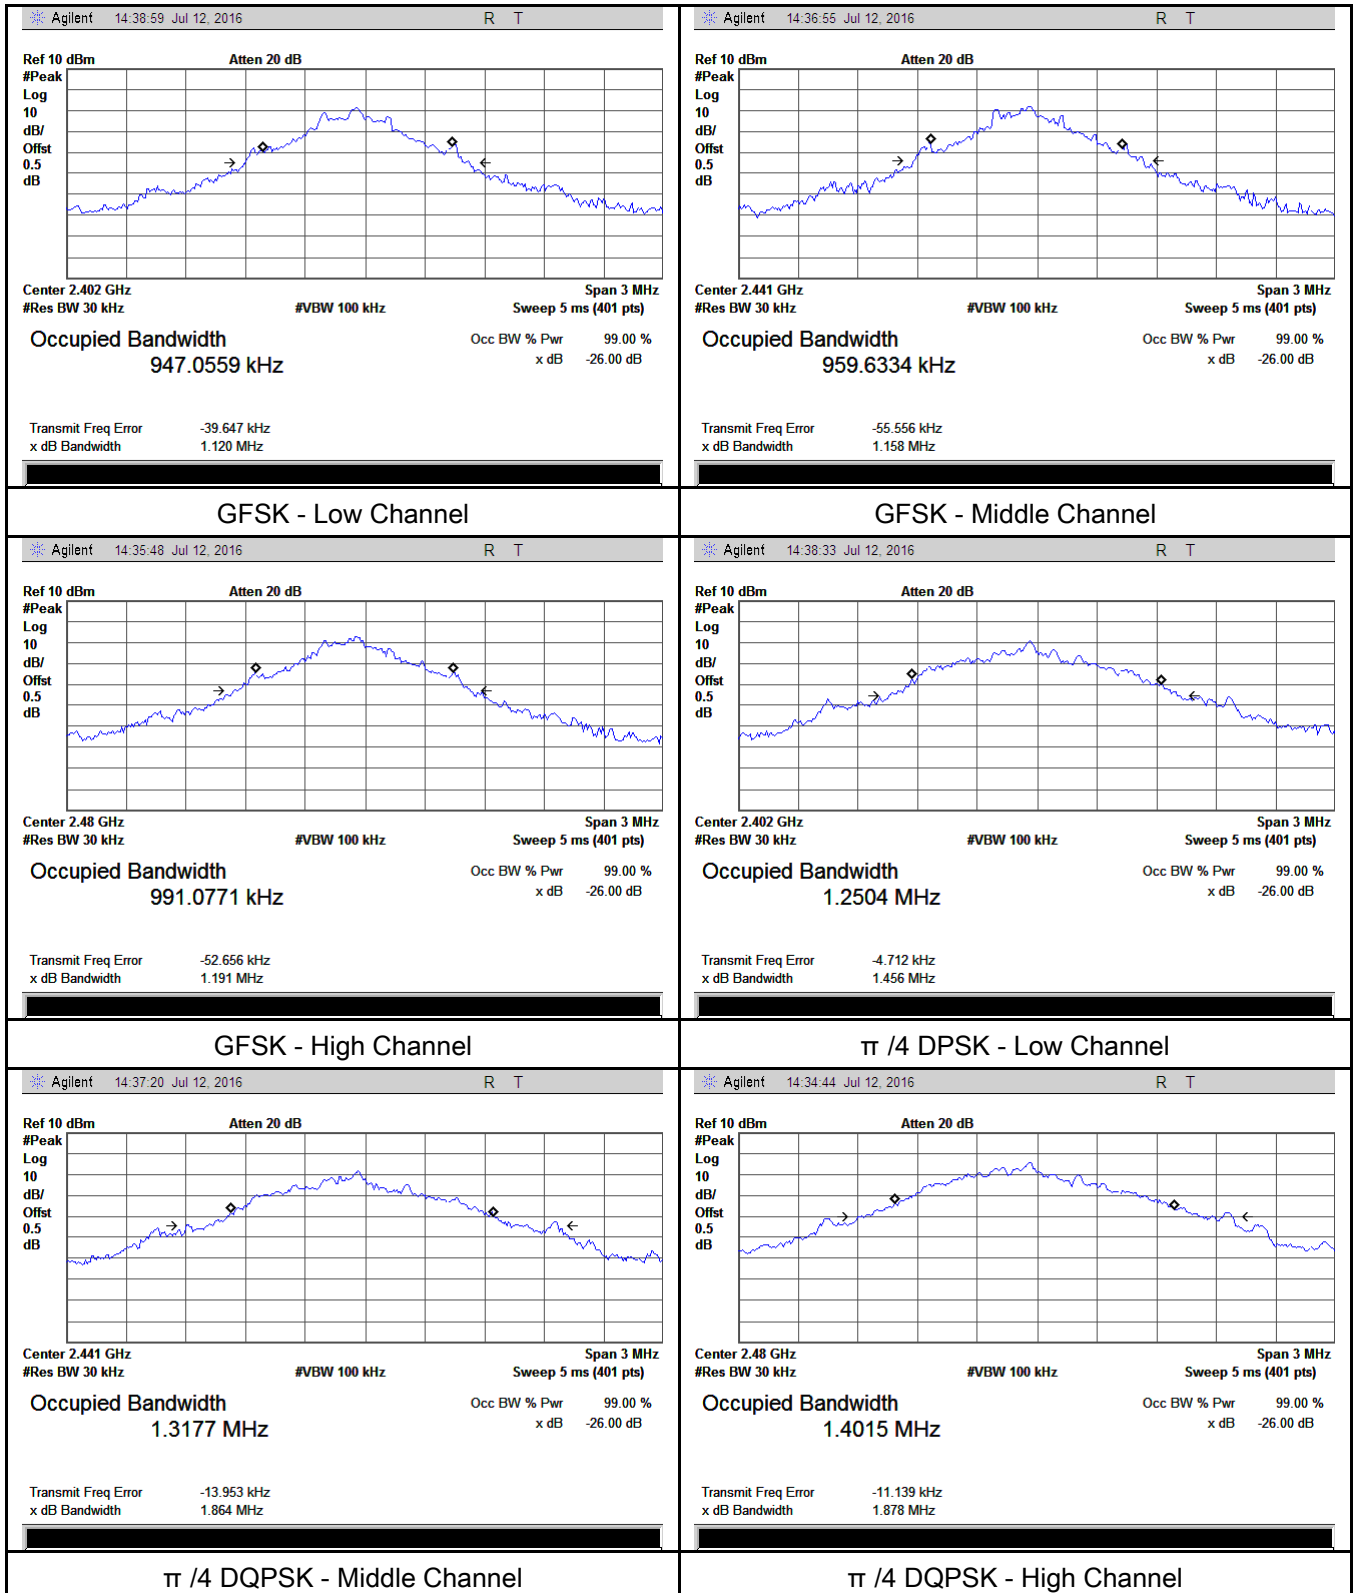 Agilent 14:38:59 Jul 12, 2016 R T
Ref 10 dBm Atten 20 dB
#Peak
Log
10
dB/
Offst
0.5
dB
Center 2.402 GHz Span 3 MHz
#Res BW 30 kHz #VBW 100 kHz Sweep 5 ms (401 pts)
Occupied Bandwidth Occ BW % Pwr 99.00 %
947.0559 kHz x dB -26.00 dB
Transmit Freq Error -39.647 kHz
x dB Bandwidth 1.120 MHz
GFSK - Low Channel
Agilent 14:36:55 Jul 12, 2016 R T
Ref 10 dBm Atten 20 dB
#Peak
Log
10
dB/
Offst
0.5
dB
Center 2.441 GHz Span 3 MHz
#Res BW 30 kHz #VBW 100 kHz Sweep 5 ms (401 pts)
Occupied Bandwidth Occ BW % Pwr 99.00 %
959.6334 kHz x dB -26.00 dB
Transmit Freq Error -55.556 kHz
x dB Bandwidth 1.158 MHz
GFSK - Middle Channel
Agilent 14:35:48 Jul 12, 2016 R T
Ref 10 dBm Atten 20 dB
#Peak
Log
10
dB/
Offst
0.5
dB
Center 2.48 GHz Span 3 MHz
#Res BW 30 kHz #VBW 100 kHz Sweep 5 ms (401 pts)
Occupied Bandwidth Occ BW % Pwr 99.00 %
991.0771 kHz x dB -26.00 dB
Transmit Freq Error -52.656 kHz
x dB Bandwidth 1.191 MHz
GFSK - High Channel
Agilent 14:38:33 Jul 12, 2016 R T
Ref 10 dBm Atten 20 dB
#Peak
Log
10
dB/
Offst
0.5
dB
Center 2.402 GHz Span 3 MHz
#Res BW 30 kHz #VBW 100 kHz Sweep 5 ms (401 pts)
Occupied Bandwidth Occ BW % Pwr 99.00 %
1.2504 MHz x dB -26.00 dB
Transmit Freq Error -4.712 kHz
x dB Bandwidth 1.456 MHz
π /4 DPSK - Low Channel
Agilent 14:37:20 Jul 12, 2016 R T
Ref 10 dBm Atten 20 dB
#Peak
Log
10
dB/
Offst
0.5
dB
Center 2.441 GHz Span 3 MHz
#Res BW 30 kHz #VBW 100 kHz Sweep 5 ms (401 pts)
Occupied Bandwidth Occ BW % Pwr 99.00 %
1.3177 MHz x dB -26.00 dB
Transmit Freq Error -13.953 kHz
x dB Bandwidth 1.864 MHz
π /4 DQPSK - Middle Channel
Agilent 14:34:44 Jul 12, 2016 R T
Ref 10 dBm Atten 20 dB
#Peak
Log
10
dB/
Offst
0.5
dB
Center 2.48 GHz Span 3 MHz
#Res BW 30 kHz #VBW 100 kHz Sweep 5 ms (401 pts)
Occupied Bandwidth Occ BW % Pwr 99.00 %
1.4015 MHz x dB -26.00 dB
Transmit Freq Error -11.139 kHz
x dB Bandwidth 1.878 MHz
π /4 DQPSK - High Channel